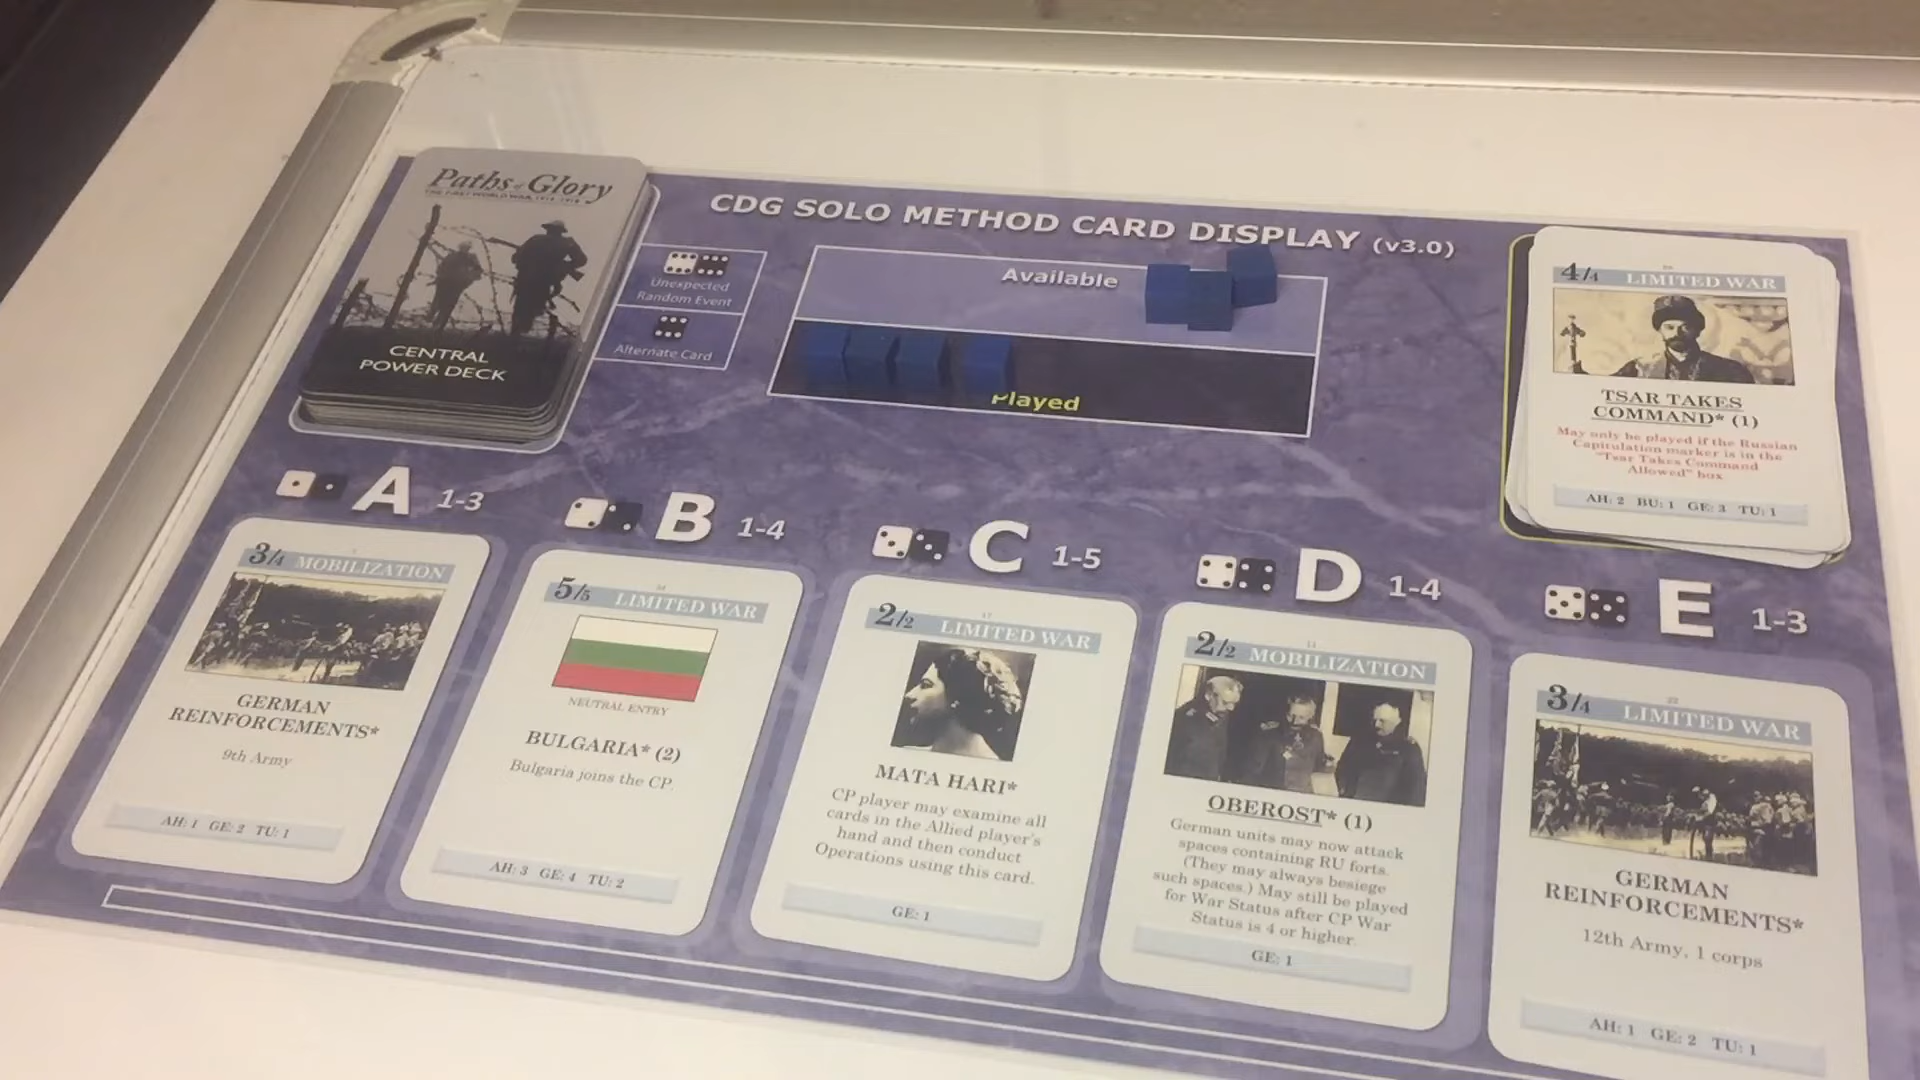 Paths of Glory
THE FIRST WORLD WAR, 1914-1918
CENTRAL
POWER DECK
CDG SOLO METHOD CARD DISPLAY (v3.0)
Unexpected
Random Event
Alternate Card
Available
Played
4/4 LIMITED WAR
TSAR TAKES
COMMAND* (1)
May only be played if the Russian
Capitulation marker is in the
"Tsar Takes Command
Allowed" box
AH: 2 BU: 1 GE: 3 TU: 1
A 1-3
3/4 MOBILIZATION
GERMAN
REINFORCEMENTS*
9th Army
AH: 1 GE: 2 TU: 1
B 1-4
5/5 LIMITED WAR
NEUTRAL ENTRY
BULGARIA* (2)
Bulgaria joins the CP.
AH: 3 GE: 4 TU: 2
C 1-5
17
2/2 LIMITED WAR
MATA HARI*
CP player may examine all
cards in the Allied player's
hand and then conduct
Operations using this card.
GE: 1
D 1-4
11
2/2 MOBILIZATION
OBEROST* (1)
German units may now attack
spaces containing RU forts.
(They may always besiege
such spaces.) May still be played
for War Status after CP War
Status is 4 or higher.
GE: 1
E 1-3
22
3/4 LIMITED WAR
GERMAN
REINFORCEMENTS*
12th Army, 1 corps
AH: 1 GE: 2 TU: 1